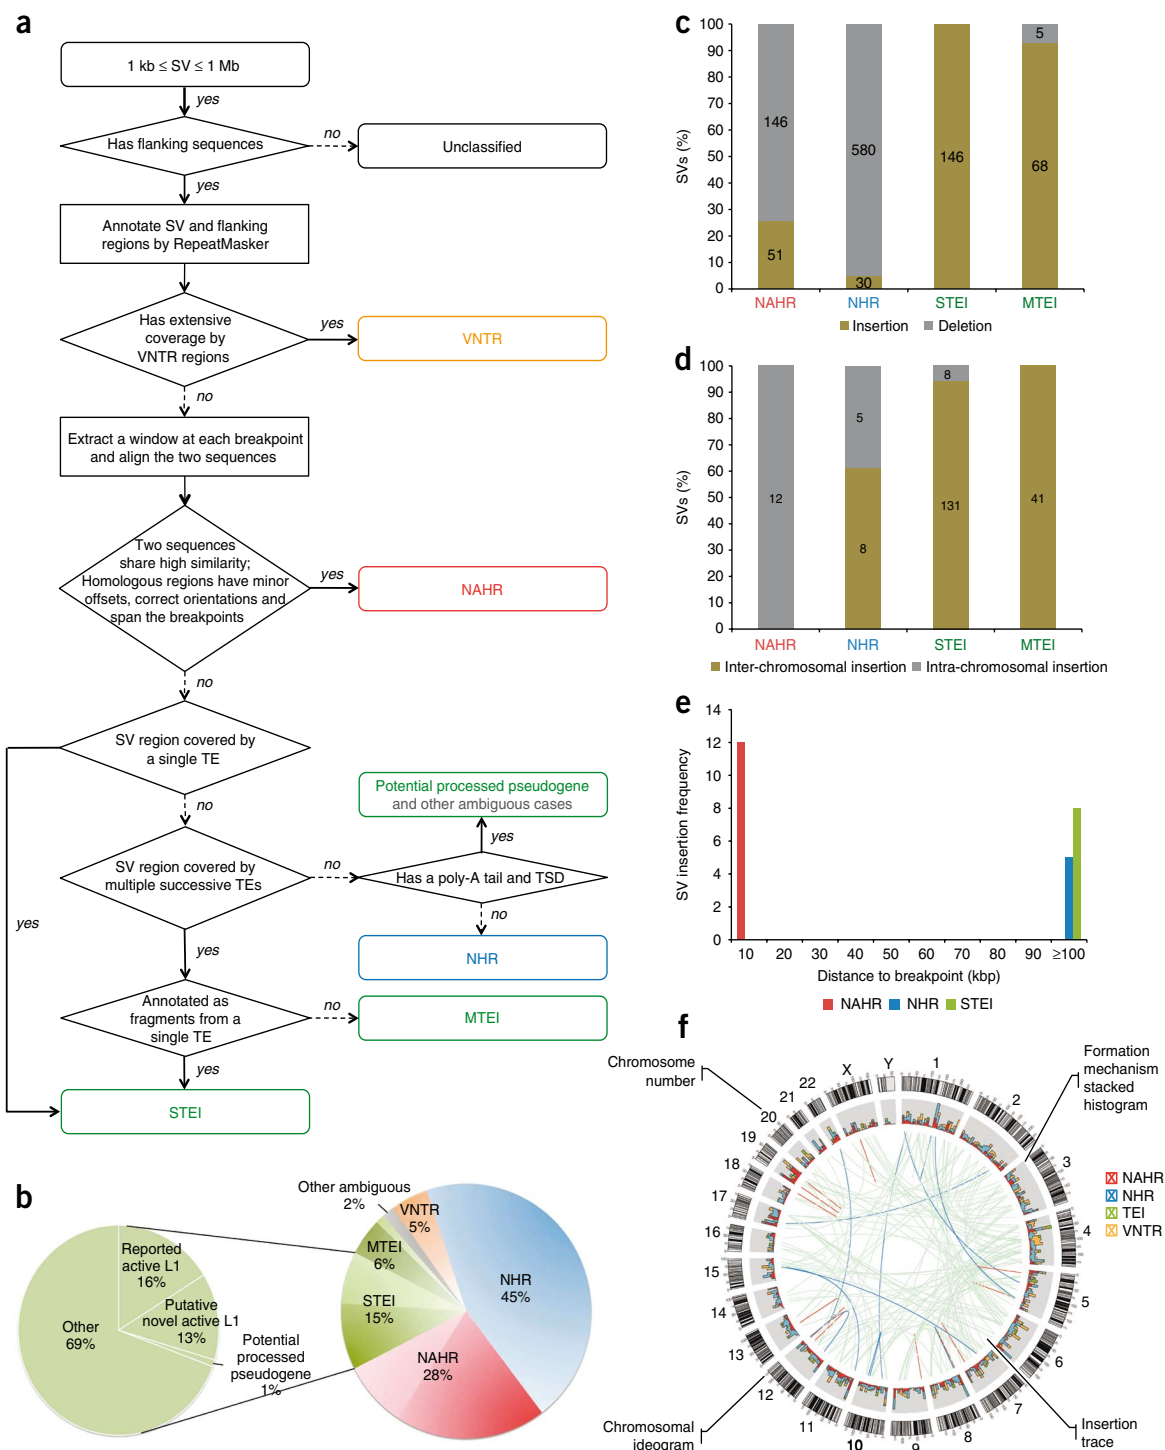 a
1 kb ≤ SV ≤ 1 Mb
yes
Has flanking sequences
no
Unclassified
yes
Annotate SV and flanking
regions by RepeatMasker
Has extensive
coverage by
VNTR regions
yes
VNTR
no
Extract a window at each breakpoint
and align the two sequences
Two sequences
share high similarity;
Homologous regions have minor
offsets, correct orientations and
span the breakpoints
yes
NAHR
no
SV region covered by
a single TE
no
Potential processed pseudogene
and other ambiguous cases
yes
SV region covered by
multiple successive TEs
no
Has a poly-A tail and TSD
no
yes
yes
NHR
Annotated as
fragments from a
single TE
no
MTEI
yes
STEI
b
Other
69%
Reported
active L1
16%
Putative
novel active L1
13%
Potential
processed
pseudogene
1%
Other ambiguous
2%
VNTR
5%
MTEI
6%
STEI
15%
NHR
45%
NAHR
28%
c
SVs (%)
100
90
80
70
60
50
40
30
20
10
0
146
51
580
30
146
5
68
NAHR
NHR
STEI
MTEI
Insertion
Deletion
d
SVs (%)
100
90
80
70
60
50
40
30
20
10
0
12
5
8
8
131
41
NAHR
NHR
STEI
MTEI
Inter-chromosomal insertion
Intra-chromosomal insertion
e
SV insertion frequency
14
12
10
8
6
4
2
0
10 20 30 40 50 60 70 80 90 ≥100
Distance to breakpoint (kbp)
NAHR
NHR
STEI
f
Chromosome
number
Formation
mechanism
stacked
histogram
1
2
3
4
5
6
7
8
9
10
11
12
13
14
15
16
17
18
19
20
21
22
X
Y
NAHR
NHR
TEI
VNTR
Chromosomal
ideogram
Insertion
trace